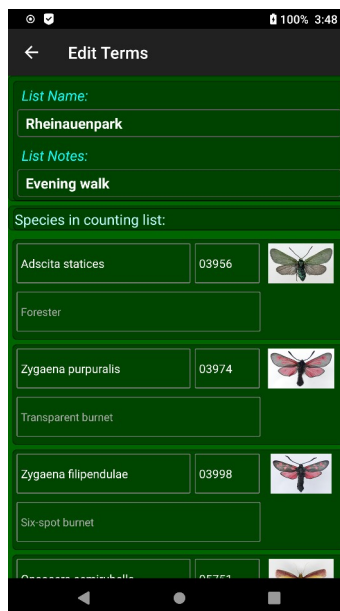 100% 3:48
Edit Terms
List Name:
Rheinauenpark
List Notes:
Evening walk
Species in counting list:
Adscita statices 03956
Forester
Zygaena purpuralis 03974
Transparent burnet
Zygaena filipendulae 03998
Six-spot burnet